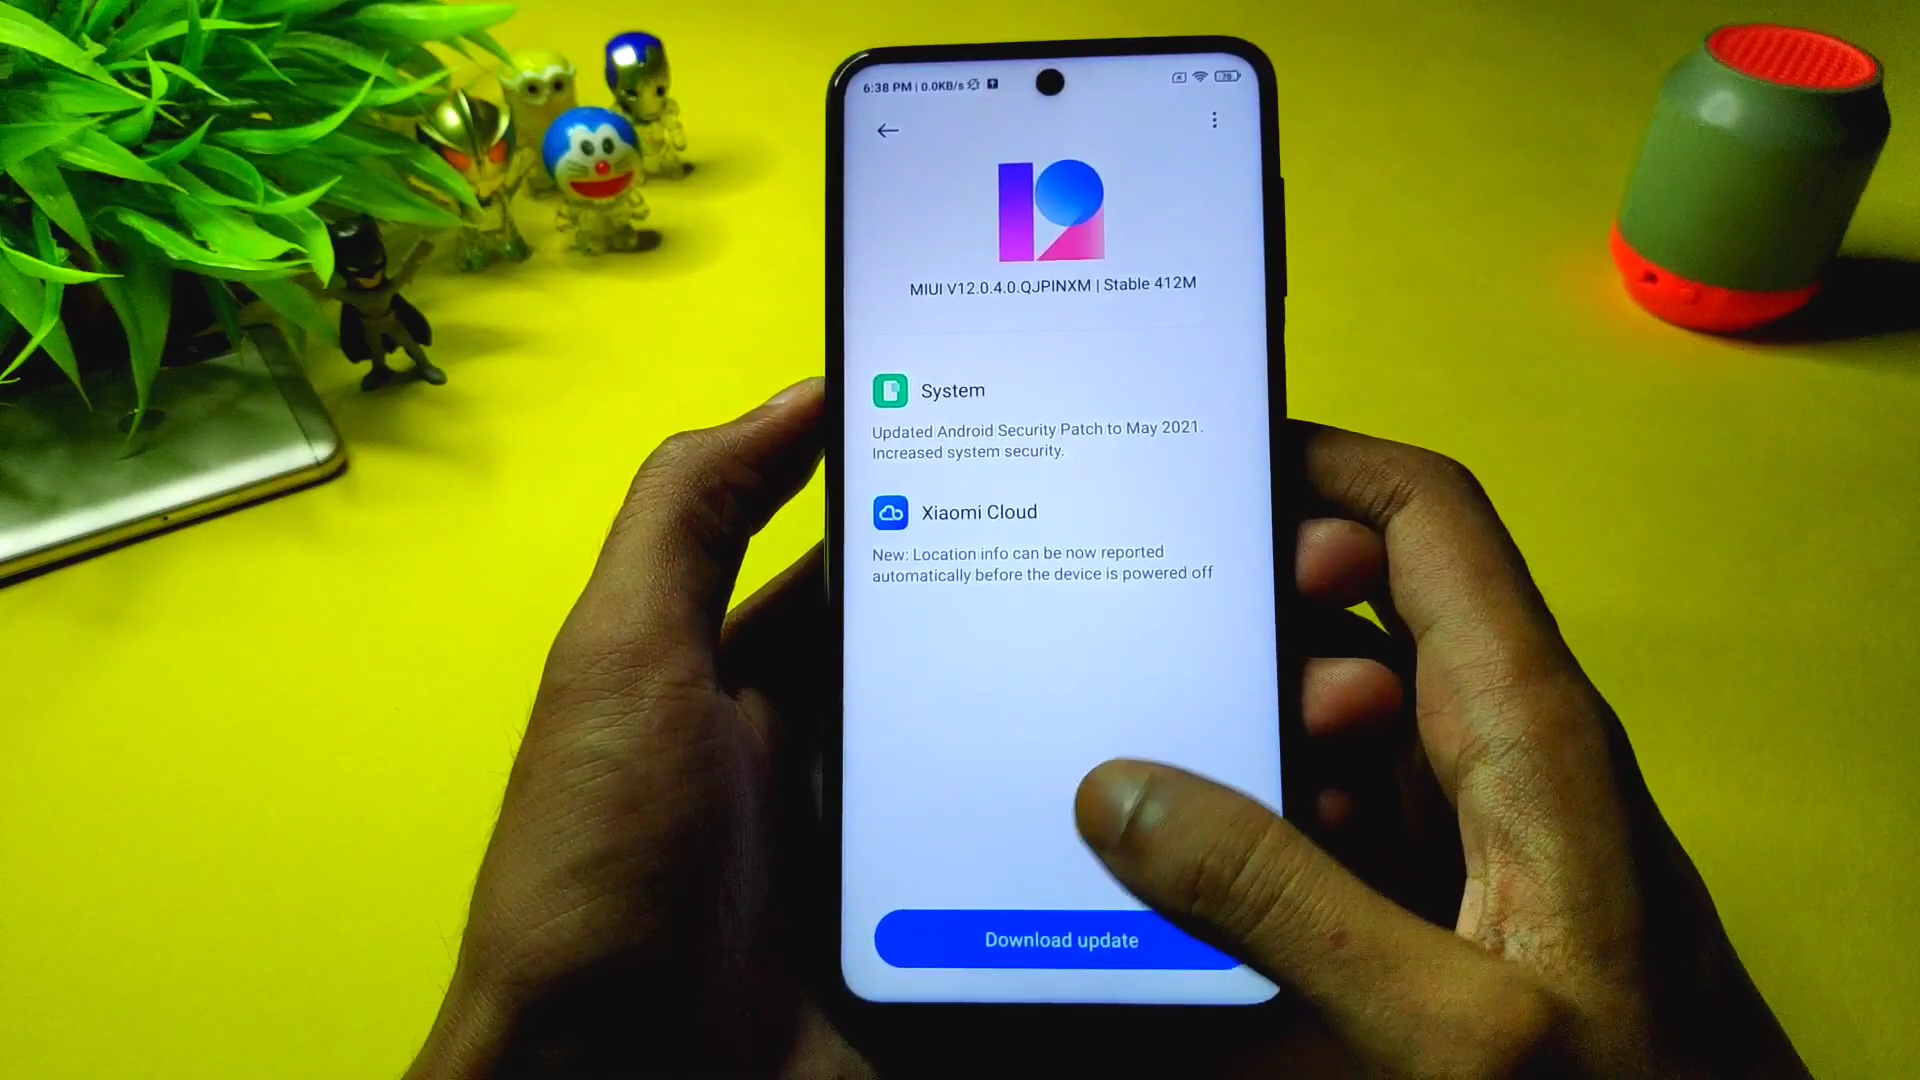 6:38 PM | 0.0KB/s
76
MIUI V12.0.4.0.QJPINXM | Stable 412M
System
Updated Android Security Patch to May 2021.
Increased system security.
Xiaomi Cloud
New: Location info can be now reported
automatically before the device is powered off
Download update